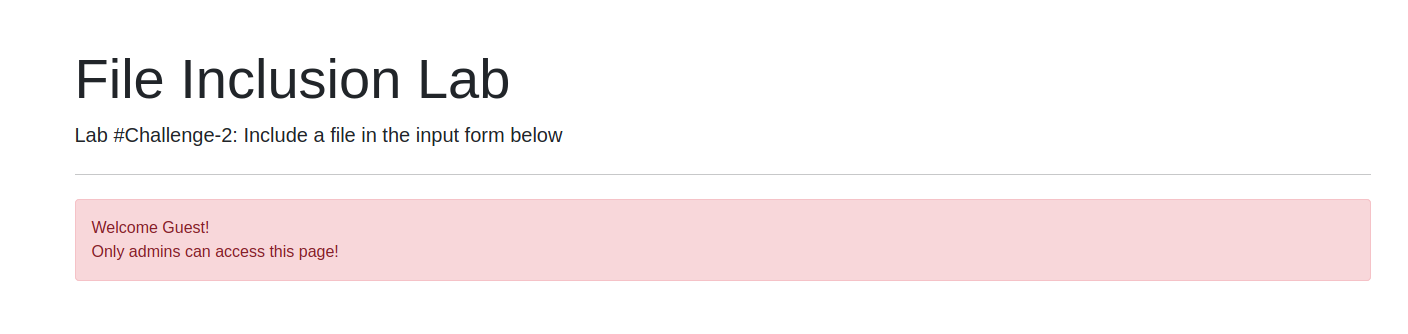 File Inclusion Lab
Lab #Challenge-2: Include a file in the input form below
Welcome Guest!
Only admins can access this page!